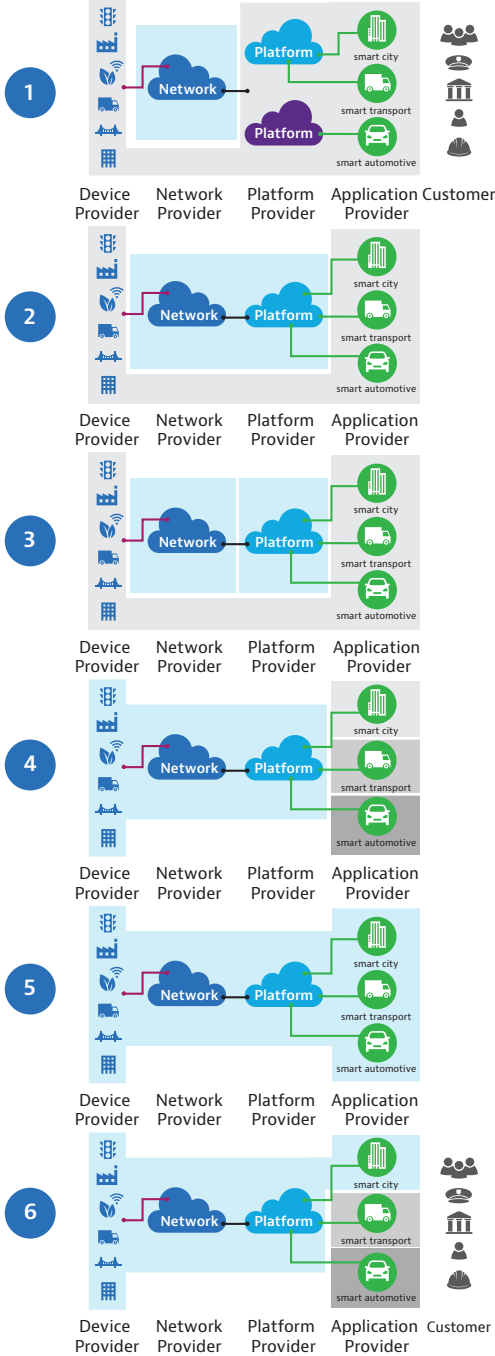 Platform
smart city
1
Network
smart transport
Platform
smart automotive
Device Network Platform Application Customer
Provider Provider Provider Provider
smart city
2
Network
Platform
smart transport
smart automotive
Device Network Platform Application
Provider Provider Provider Provider
smart city
3
Network
Platform
smart transport
smart automotive
Device Network Platform Application
Provider Provider Provider Provider
smart city
4
Network
Platform
smart transport
smart automotive
Device Network Platform Application
Provider Provider Provider Provider
smart city
5
Network
Platform
smart transport
smart automotive
Device Network Platform Application
Provider Provider Provider Provider
smart city
6
Network
Platform
smart transport
smart automotive
Device Network Platform Application Customer
Provider Provider Provider Provider